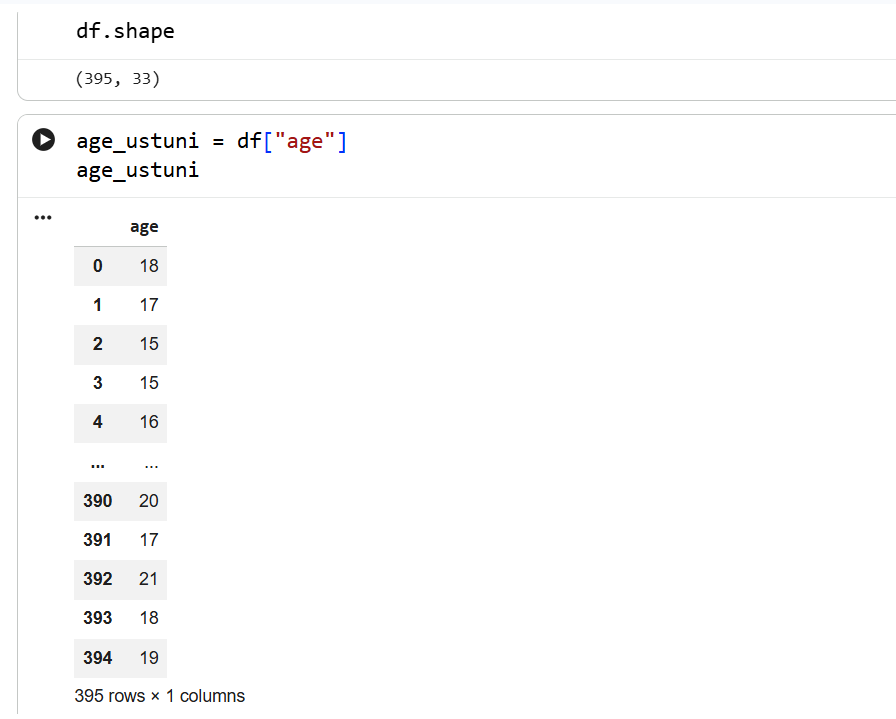 df.shape
(395, 33)
age_ustuni = df["age"]
age_ustuni
...
age
0 18
1 17
2 15
3 15
4 16
... ...
390 20
391 17
392 21
393 18
394 19
395 rows × 1 columns